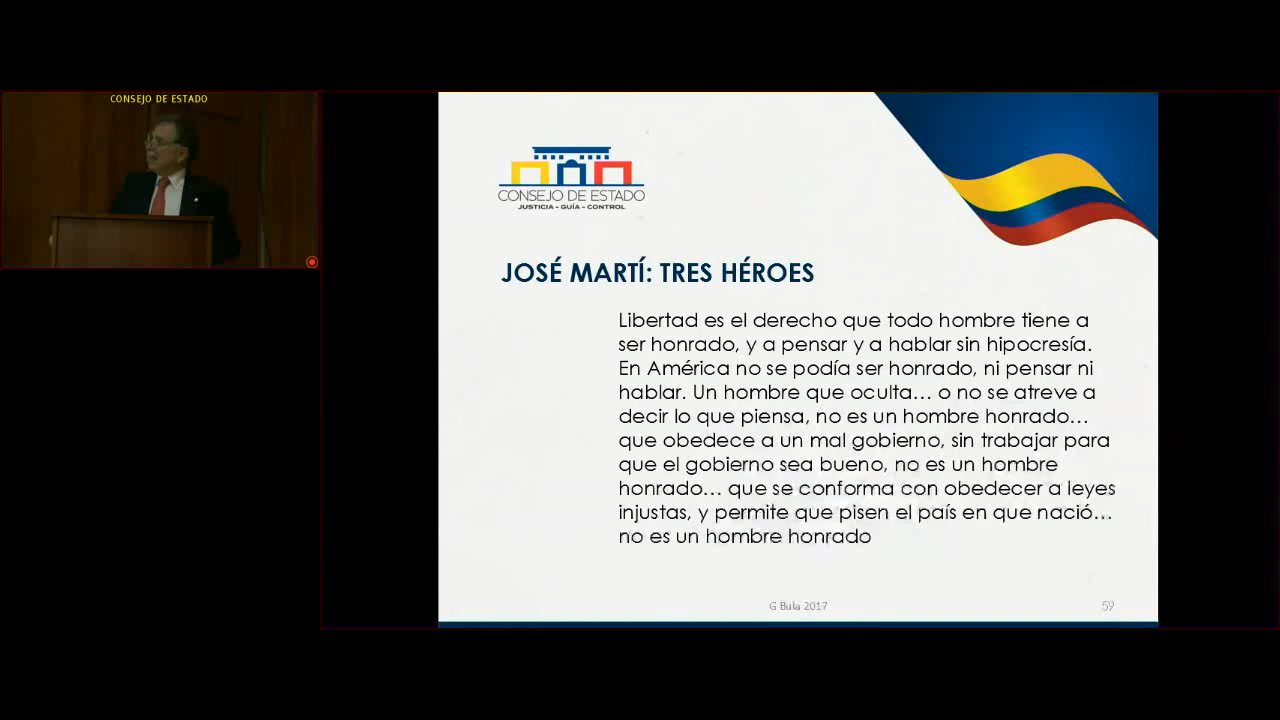 CONSEJO DE ESTADO
CONSEJO DE ESTADO
JUSTICIA - GUÍA - CONTROL
JOSÉ MARTÍ: TRES HÉROES
Libertad es el derecho que todo hombre tiene a
ser honrado, y a pensar y a hablar sin hipocresía.
En América no se podía ser honrado, ni pensar ni
hablar. Un hombre que oculta… o no se atreve a
decir lo que piensa, no es un hombre honrado…
que obedece a un mal gobierno, sin trabajar para
que el gobierno sea bueno, no es un hombre
honrado… que se conforma con obedecer a leyes
injustas, y permite que pisen el país en que nació…
no es un hombre honrado
G Bula 2017
59